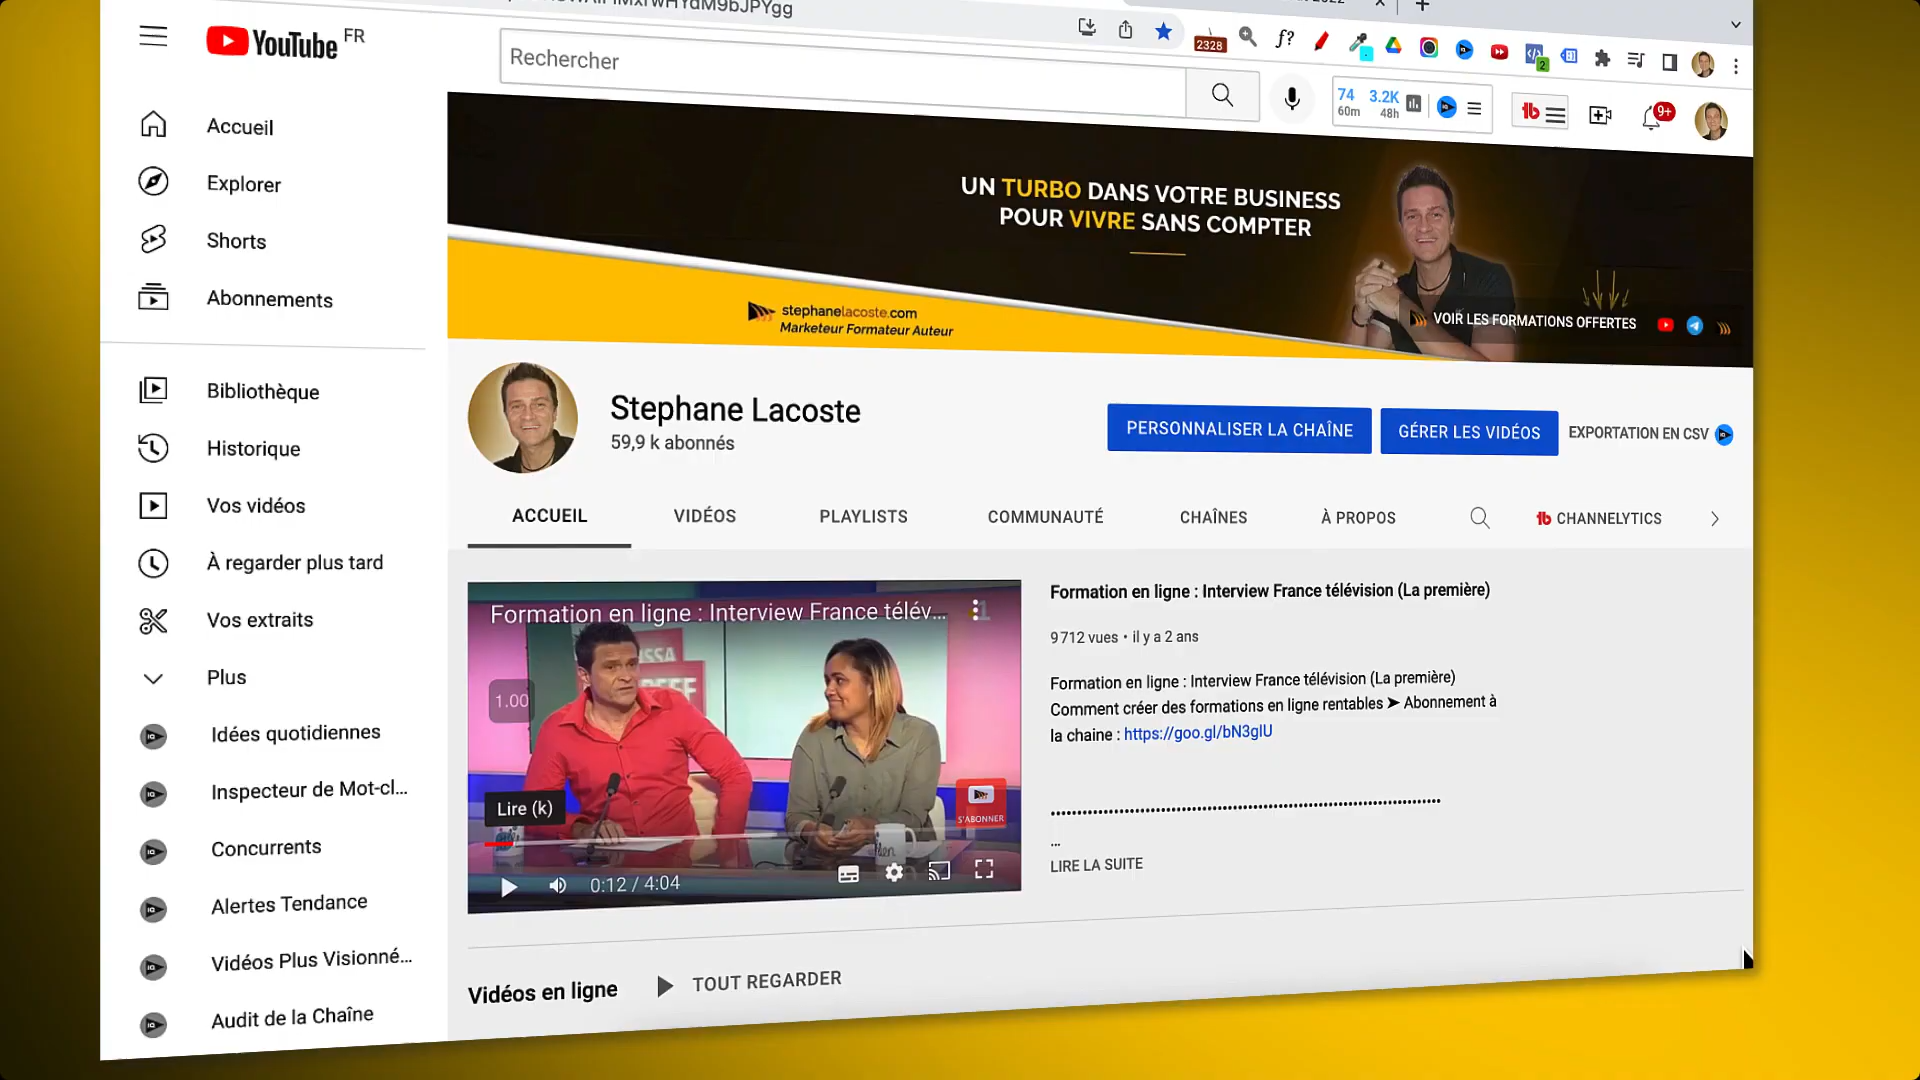 YouTube FR
Rechercher
2328
f?
2
74
60m
3.2K
48h
9+
Accueil
Explorer
Shorts
Abonnements
Bibliothèque
Historique
Vos vidéos
À regarder plus tard
Vos extraits
Plus
Idées quotidiennes
Inspecteur de Mot-cl...
Concurrents
Alertes Tendance
Vidéos Plus Visionné...
Audit de la Chaîne
UN TURBO DANS VOTRE BUSINESS
POUR VIVRE SANS COMPTER
stephanelacoste.com
Marketeur Formateur Auteur
VOIR LES FORMATIONS OFFERTES
Stephane Lacoste
59,9 k abonnés
PERSONNALISER LA CHAÎNE
GÉRER LES VIDÉOS
EXPORTATION EN CSV
ACCUEIL
VIDÉOS
PLAYLISTS
COMMUNAUTÉ
CHAÎNES
À PROPOS
tb CHANNELYTICS
Formation en ligne : Interview France télév...
1.00
Lire (k)
S'ABONNER
0:12 / 4:04
Formation en ligne : Interview France télévision (La première)
9 712 vues • il y a 2 ans
Formation en ligne : Interview France télévision (La première)
Comment créer des formations en ligne rentables ➤ Abonnement à
la chaine : https://goo.gl/bN3glU
...
LIRE LA SUITE
Vidéos en ligne
TOUT REGARDER